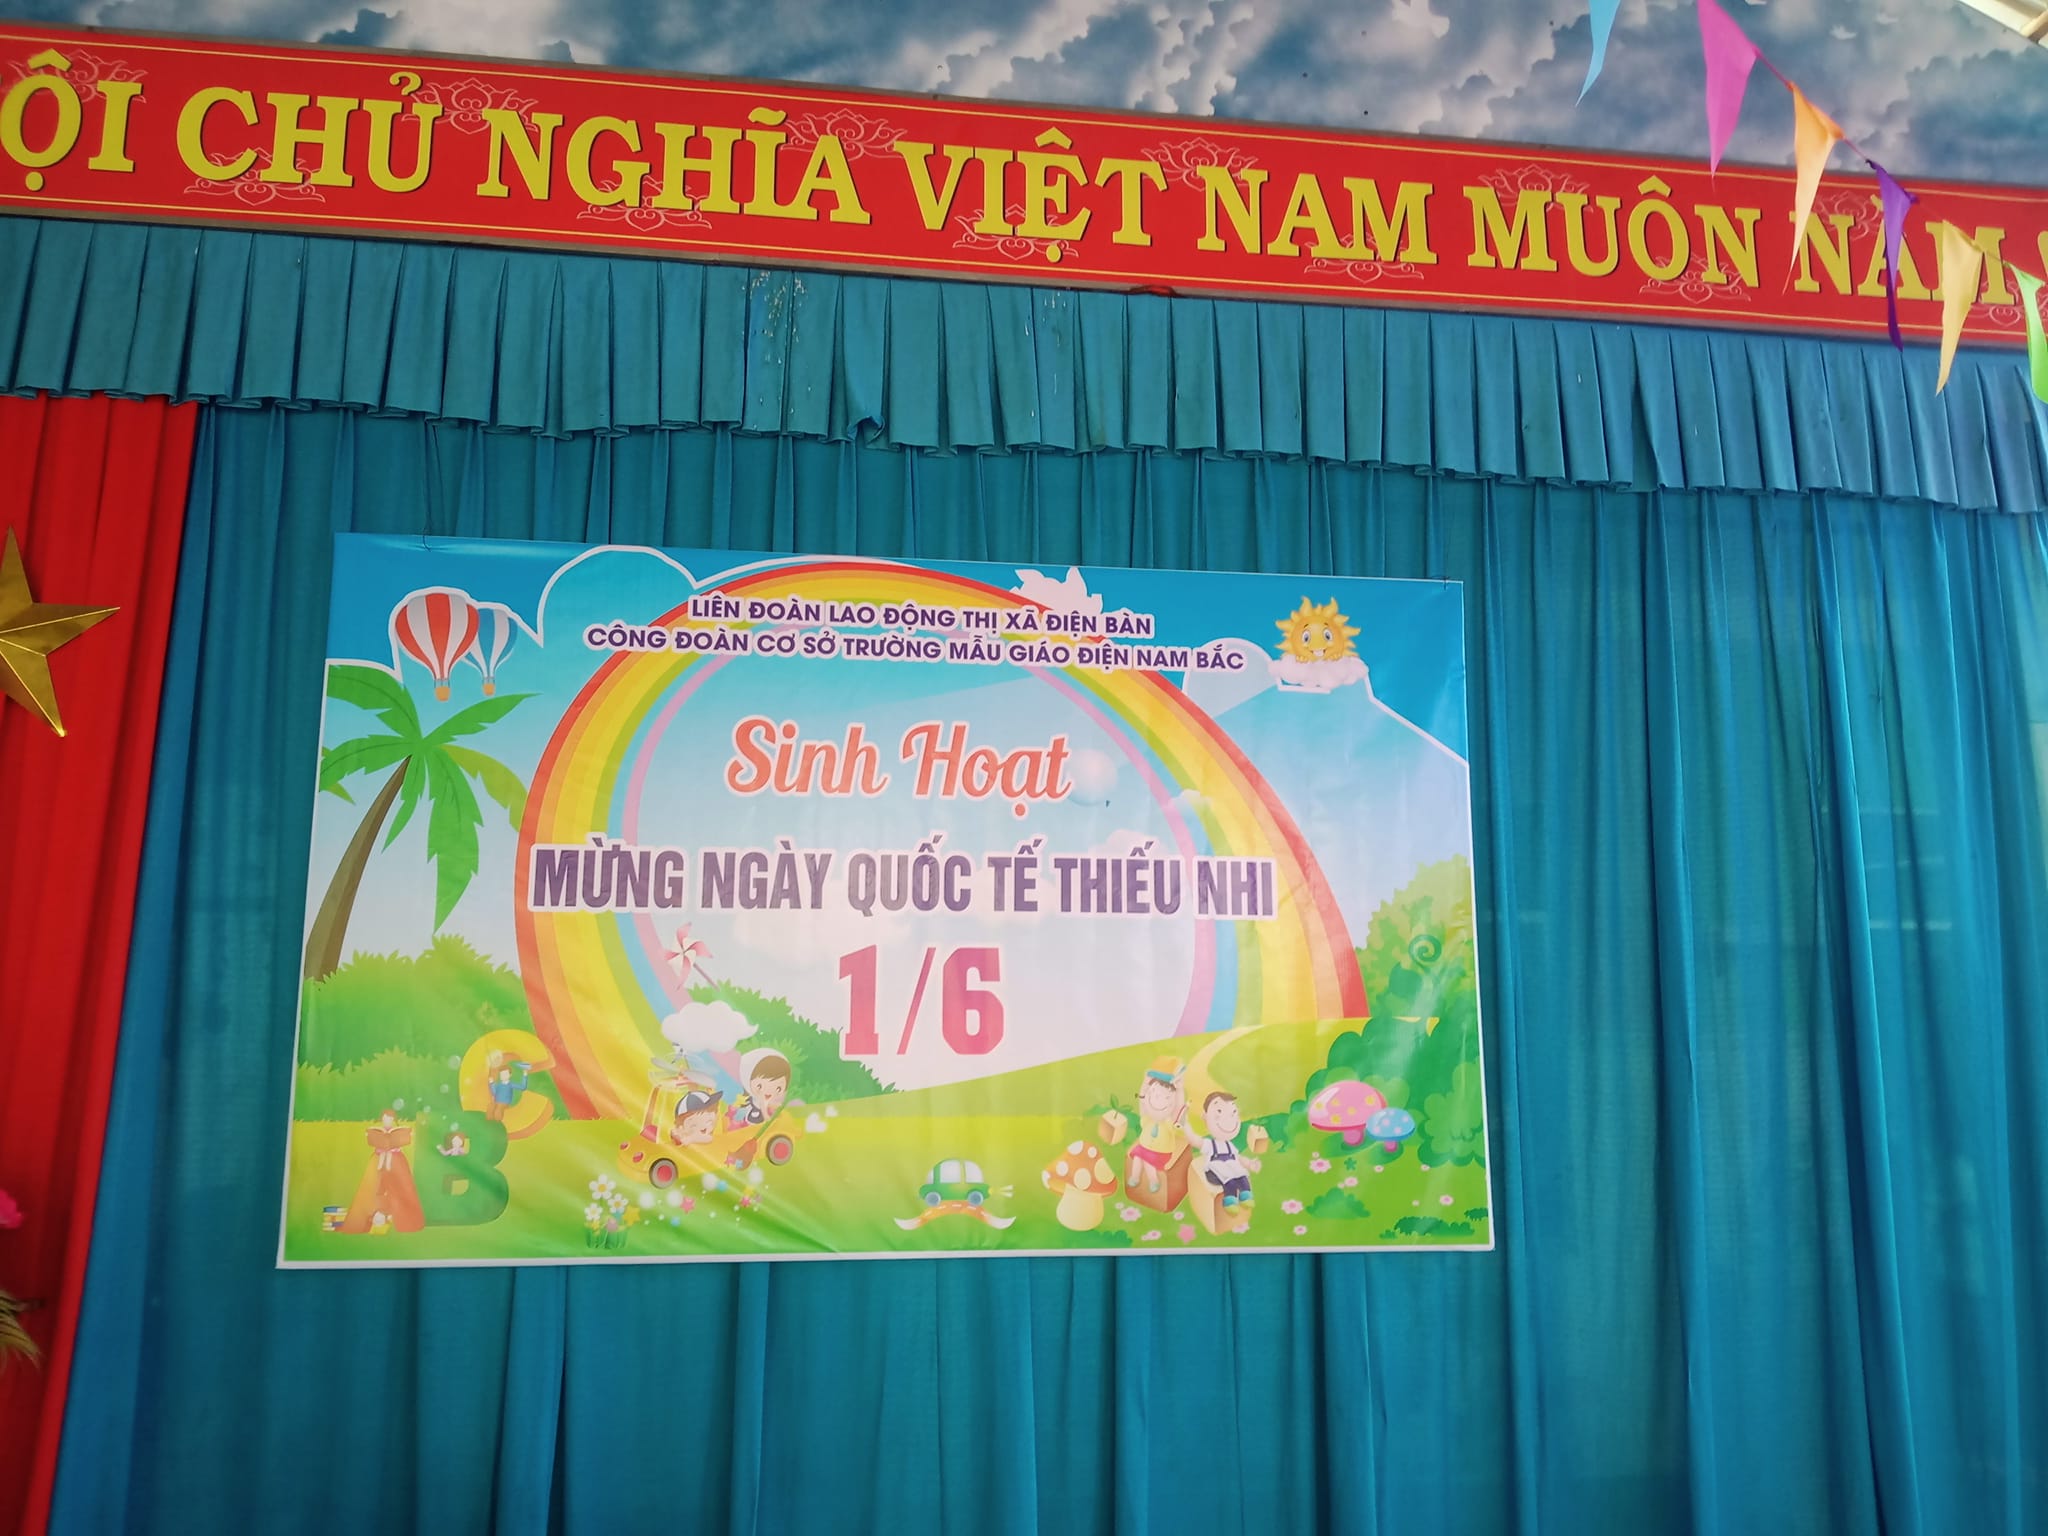 ỘI CHỦ NGHĨA VIỆT NAM MUÔN NĂM
LIÊN ĐOÀN LAO ĐỘNG THỊ XÃ ĐIỆN BÀN
CÔNG ĐOÀN CƠ SỞ TRƯỜNG MẪU GIÁO ĐIỆN NAM BẮC
Sinh Hoạt
MỪNG NGÀY QUỐC TẾ THIẾU NHI
1/6
ABC